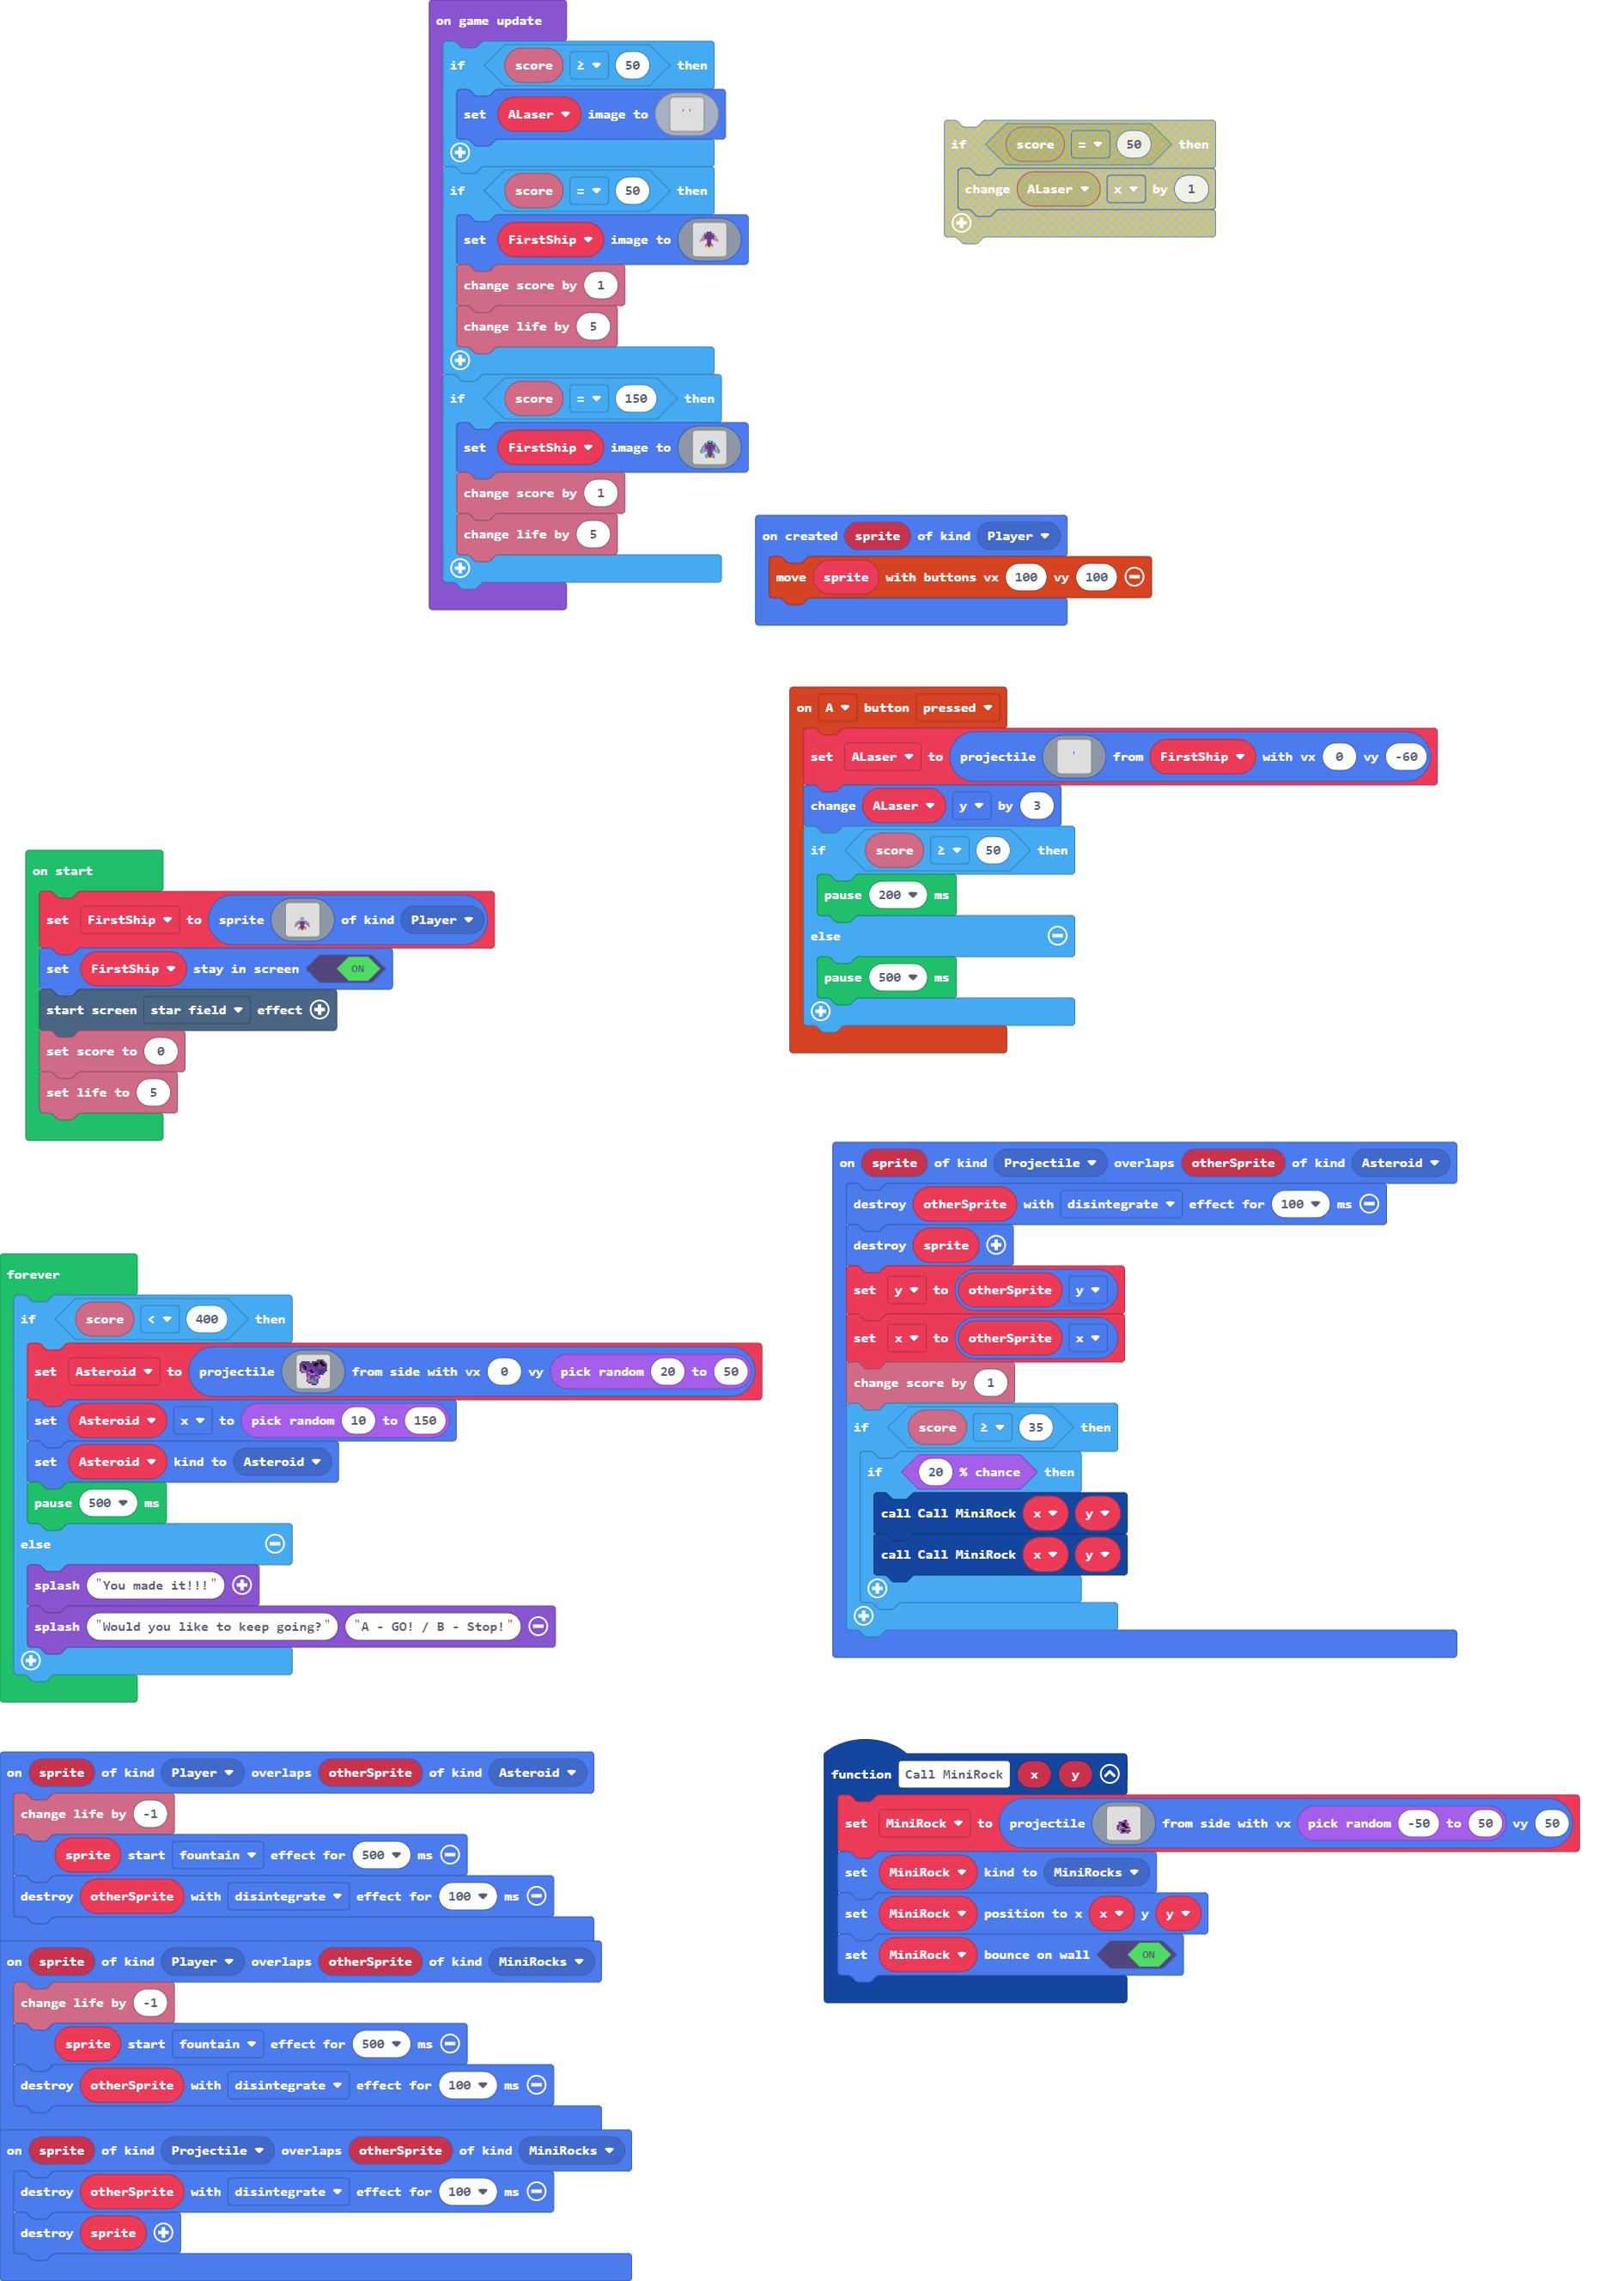 on game update
if score ≥ 50 then
set ALaser image to
if score = 50 then
set FirstShip image to
change score by 1
change life by 5
if score = 150 then
set FirstShip image to
change score by 1
change life by 5
if score = 50 then
change ALaser x by 1
on created sprite of kind Player
move sprite with buttons vx 100 vy 100
on A button pressed
set ALaser to projectile from FirstShip with vx 0 vy -60
change ALaser y by 3
if score ≥ 50 then
pause 200 ms
else
pause 500 ms
on start
set FirstShip to sprite of kind Player
set FirstShip stay in screen ON
start screen star field effect
set score to 0
set life to 5
on sprite of kind Projectile overlaps otherSprite of kind Asteroid
destroy otherSprite with disintegrate effect for 100 ms
destroy sprite
set y to otherSprite y
set x to otherSprite x
change score by 1
if score ≥ 35 then
if 20 % chance then
call Call MiniRock x y
call Call MiniRock x y
forever
if score < 400 then
set Asteroid to projectile from side with vx 0 vy pick random 20 to 50
set Asteroid x to pick random 10 to 150
set Asteroid kind to Asteroid
pause 500 ms
else
splash "You made it!!!"
splash "Would you like to keep going?" "A - GO! / B - Stop!"
on sprite of kind Player overlaps otherSprite of kind Asteroid
change life by -1
sprite start fountain effect for 500 ms
destroy otherSprite with disintegrate effect for 100 ms
on sprite of kind Player overlaps otherSprite of kind MiniRocks
change life by -1
sprite start fountain effect for 500 ms
destroy otherSprite with disintegrate effect for 100 ms
on sprite of kind Projectile overlaps otherSprite of kind MiniRocks
destroy otherSprite with disintegrate effect for 100 ms
destroy sprite
function Call MiniRock x y
set MiniRock to projectile from side with vx pick random -50 to 50 vy 50
set MiniRock kind to MiniRocks
set MiniRock position to x x y y
set MiniRock bounce on wall ON